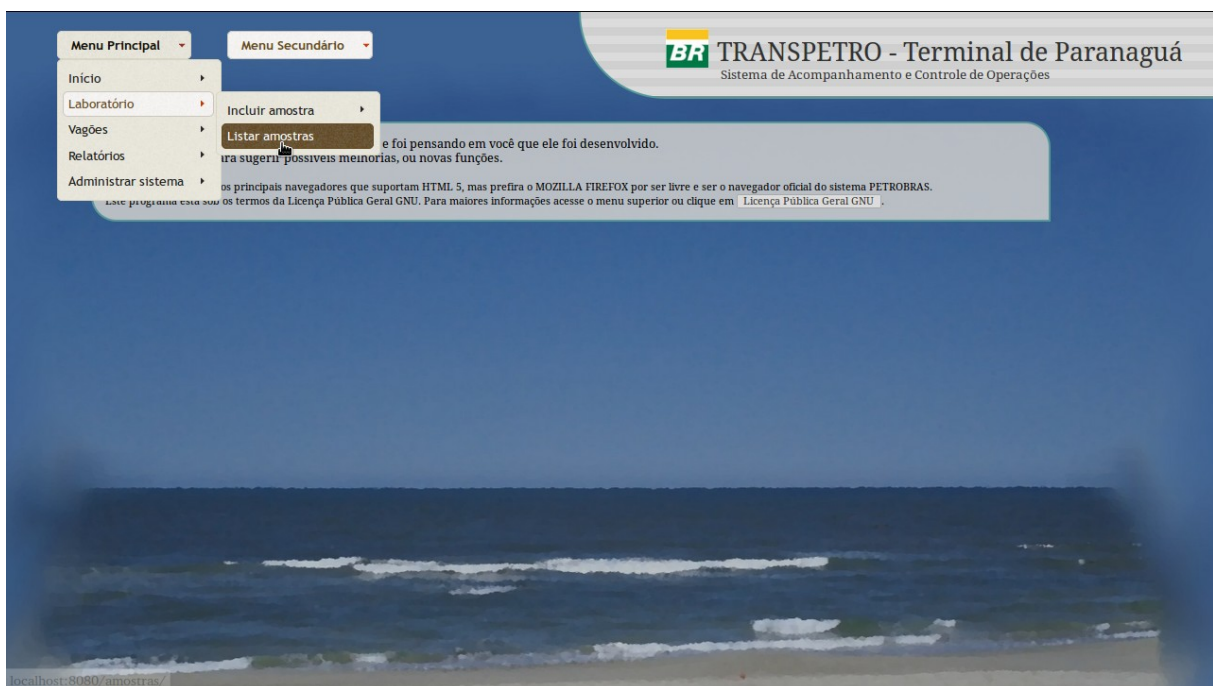 Menu Principal
Menu Secundário
BR TRANSPETRO - Terminal de Paranaguá
Sistema de Acompanhamento e Controle de Operações
Início
Laboratório
Vagões
Relatórios
Administrar sistema
Incluir amostra
Listar amostras
e foi pensando em você que ele foi desenvolvido.
sugerir possíveis melhorias, ou novas funções.
os principais navegadores que suportam HTML 5, mas prefira o MOZILLA FIREFOX por ser livre e ser o navegador oficial do sistema PETROBRAS.
Este programa está sob os termos da Licença Pública Geral GNU. Para maiores informações acesse o menu superior ou clique em Licença Pública Geral GNU .
localhost:8080/amostras/